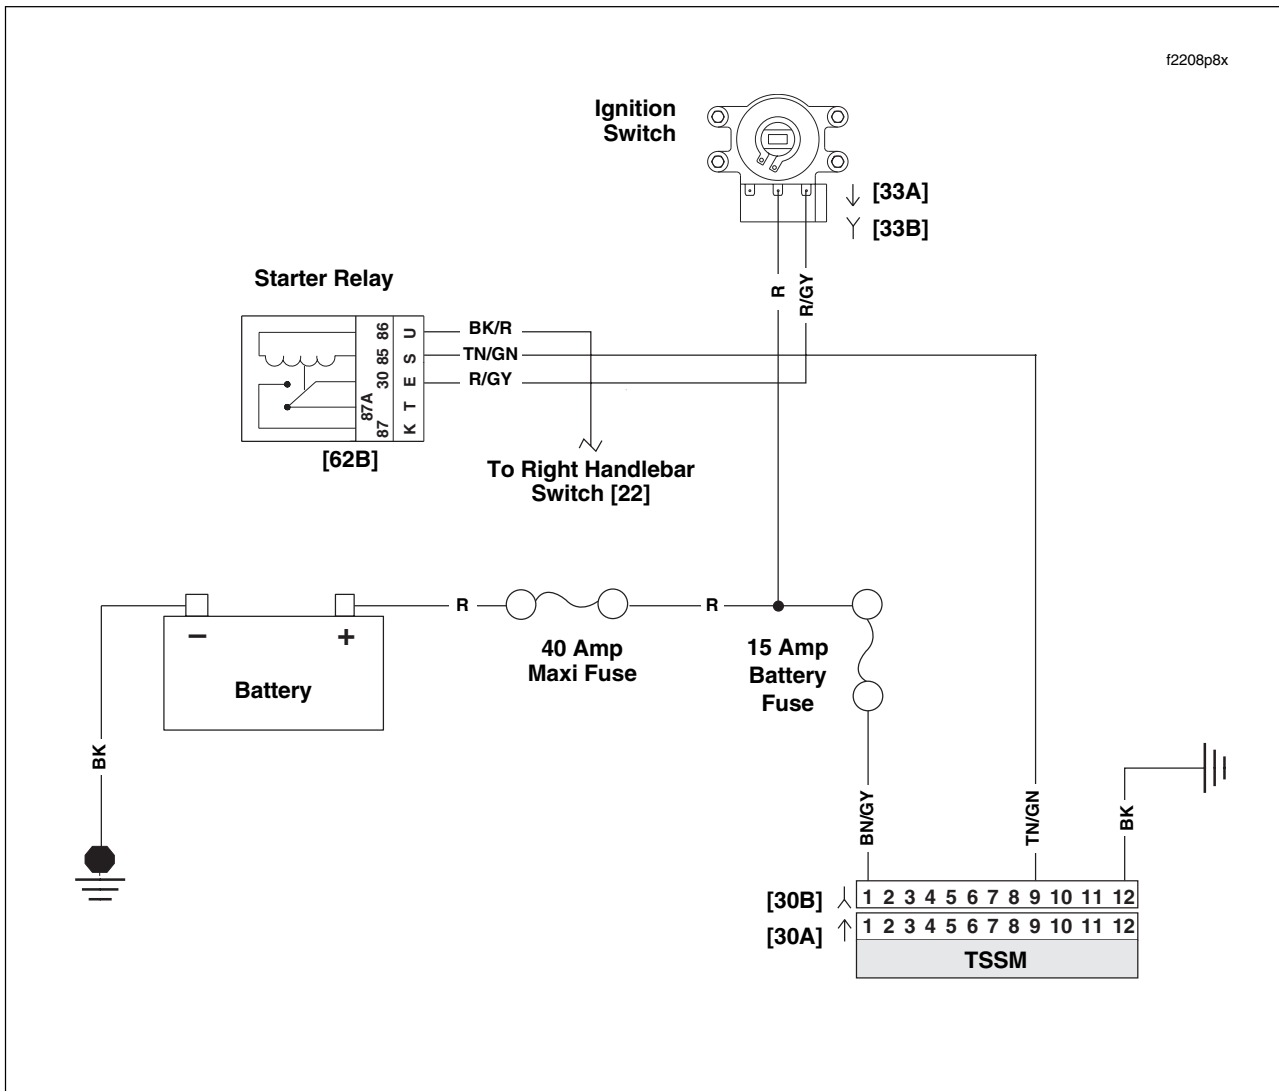 f2208p8x
Ignition
Switch
[33A]
[33B]
R
R/GY
Starter Relay
86
85
30
87A
87
U
S
E
T
K
BK/R
TN/GN
R/GY
[62B]
To Right Handlebar
Switch [22]
R
R
40 Amp
Maxi Fuse
15 Amp
Battery
Fuse
− +
Battery
BK
BN/GY
TN/GN
BK
[30B]
1 2 3 4 5 6 7 8 9 10 11 12
[30A]
1 2 3 4 5 6 7 8 9 10 11 12
TSSM